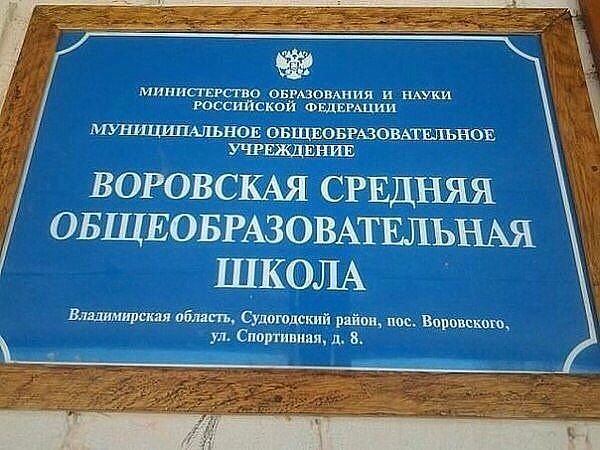 МИНИСТЕРСТВО ОБРАЗОВАНИЯ И НАУКИ
РОССИЙСКОЙ ФЕДЕРАЦИИ
МУНИЦИПАЛЬНОЕ ОБЩЕОБРАЗОВАТЕЛЬНОЕ
УЧРЕЖДЕНИЕ
ВОРОВСКАЯ СРЕДНЯЯ
ОБЩЕОБРАЗОВАТЕЛЬНАЯ
ШКОЛА
Владимирская область, Судогодский район, пос. Воровского,
ул. Спортивная, д. 8.